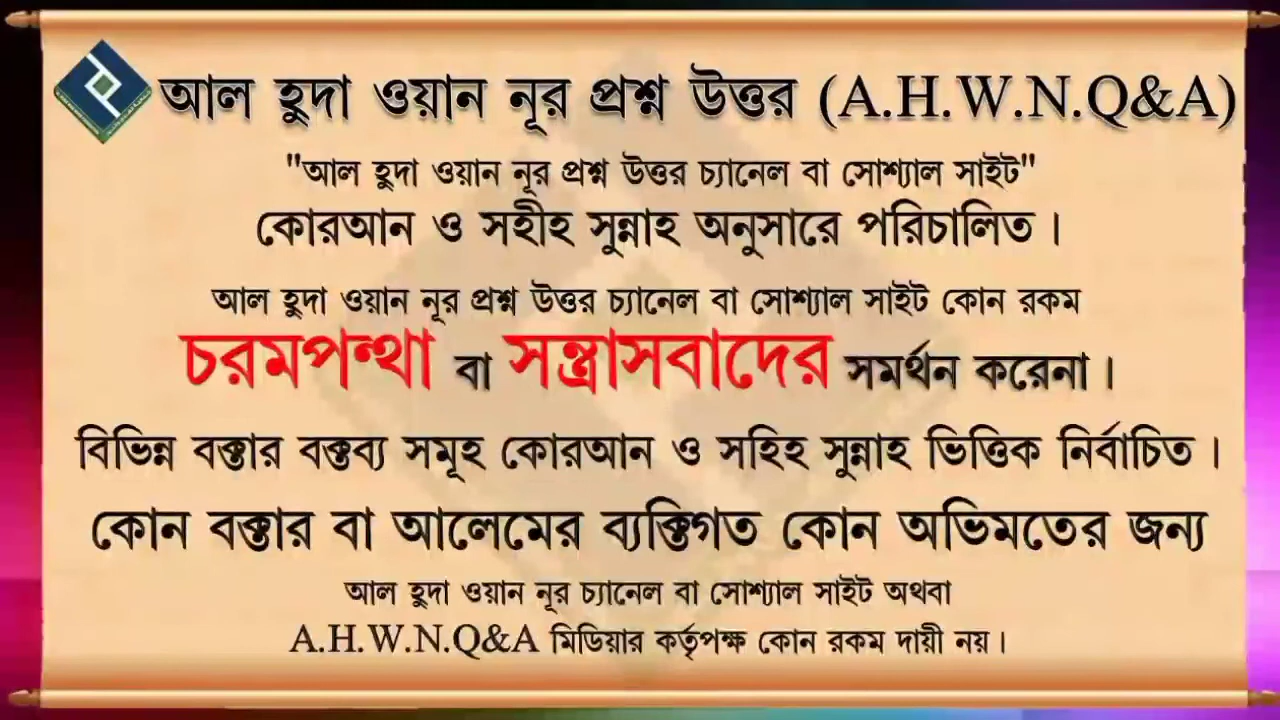 আল হুদা ওয়ান নূর প্রশ্ন উত্তর (A.H.W.N.Q&A)
"আল হুদা ওয়ান নূর প্রশ্ন উত্তর চ্যানেল বা সোশ্যাল সাইট"
কোরআন ও সহীহ সুন্নাহ অনুসারে পরিচালিত।
আল হুদা ওয়ান নূর প্রশ্ন উত্তর চ্যানেল বা সোশ্যাল সাইট কোন রকম
চরমপন্থা বা সন্ত্রাসবাদের সমর্থন করেনা।
বিভিন্ন বক্তার বক্তব্য সমূহ কোরআন ও সহিহ সুন্নাহ ভিত্তিক নির্বাচিত।
কোন বক্তার বা আলেমের ব্যক্তিগত কোন অভিমতের জন্য
আল হুদা ওয়ান নূর চ্যানেল বা সোশ্যাল সাইট অথবা
A.H.W.N.Q&A মিডিয়ার কর্তৃপক্ষ কোন রকম দায়ী নয়।